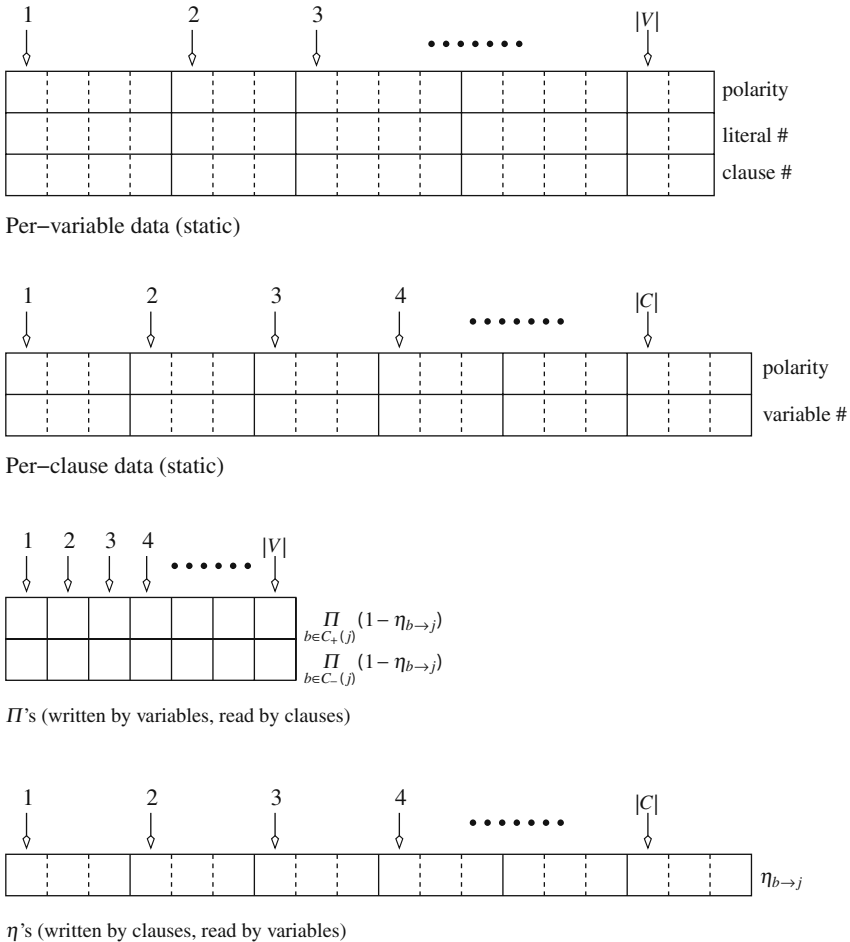 1 2 3 |V|
polarity
literal #
clause #
Per−variable data (static)
1 2 3 4 |C|
polarity
variable #
Per−clause data (static)
1 2 3 4 |V|
Π (1 − η_{b→j})
b∈C₊(j)
Π (1 − η_{b→j})
b∈C₋(j)
Π's (written by variables, read by clauses)
1 2 3 4 |C|
η_{b→j}
η's (written by clauses, read by variables)